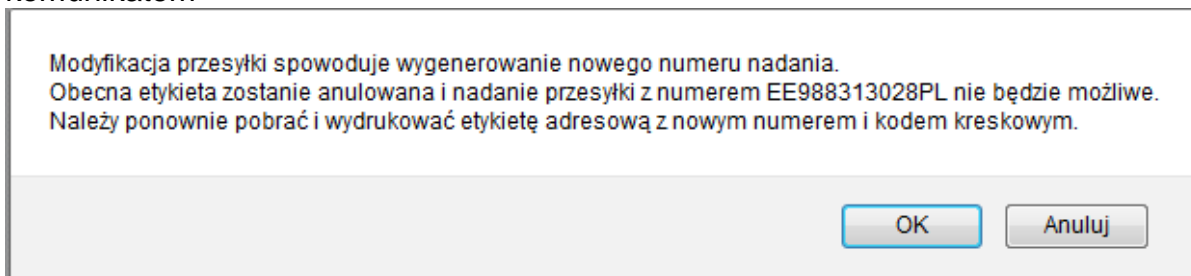 Modyfikacja przesyłki spowoduje wygenerowanie nowego numeru nadania.
Obecna etykieta zostanie anulowana i nadanie przesyłki z numerem EE988313028PL nie będzie możliwe.
Należy ponownie pobrać i wydrukować etykietę adresową z nowym numerem i kodem kreskowym.
OK
Anuluj